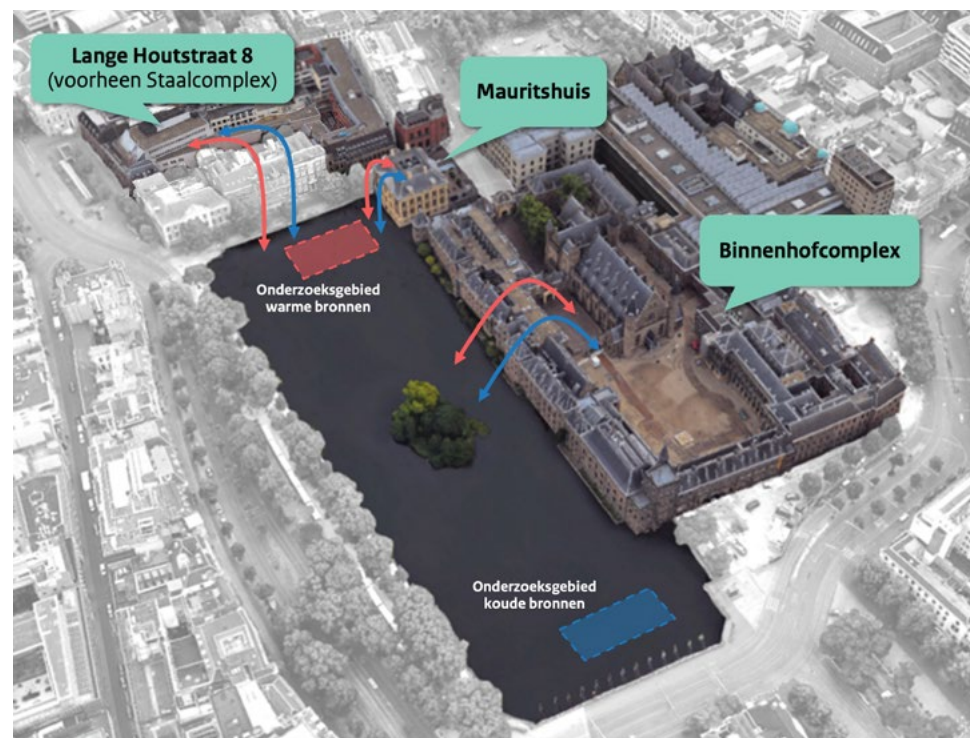 Lange Houtstraat 8
(voorheen Staalcomplex)
Mauritshuis
Binnenhofcomplex
Onderzoeksgebied
warme bronnen
Onderzoeksgebied
koude bronnen